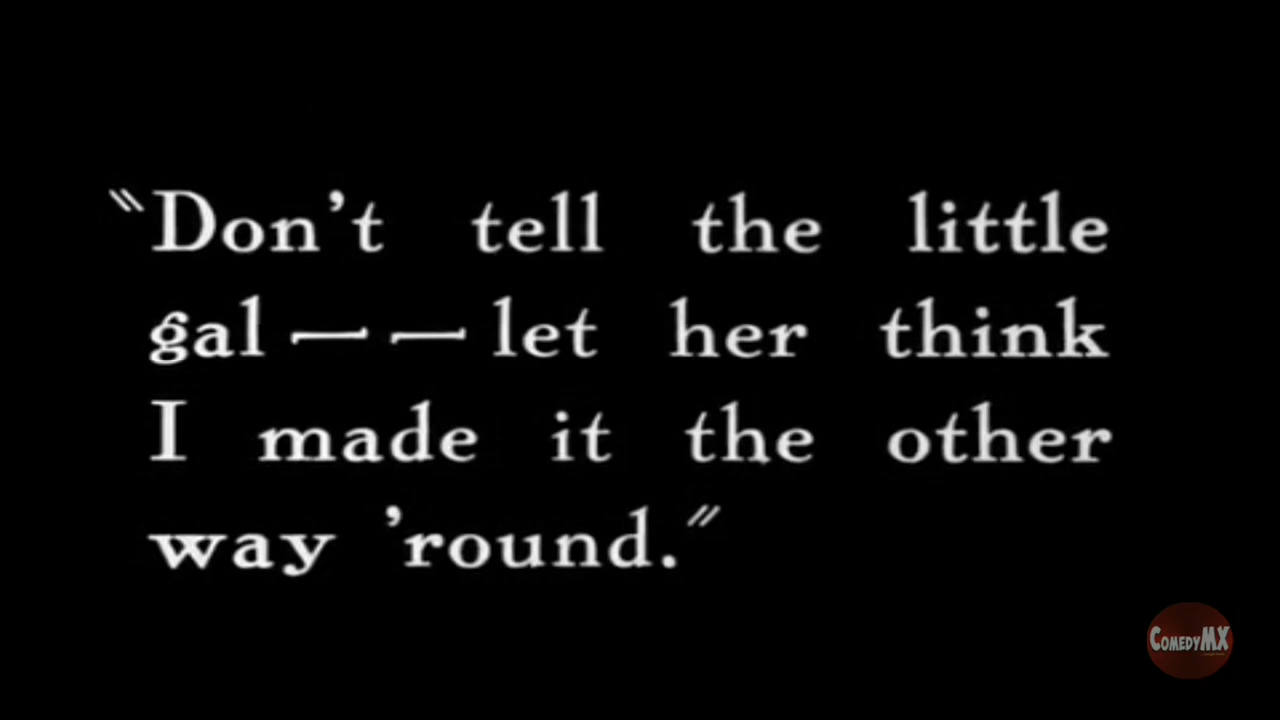 "Don't tell the little
gal — — let her think
I made it the other
way 'round."
COMEDYMX